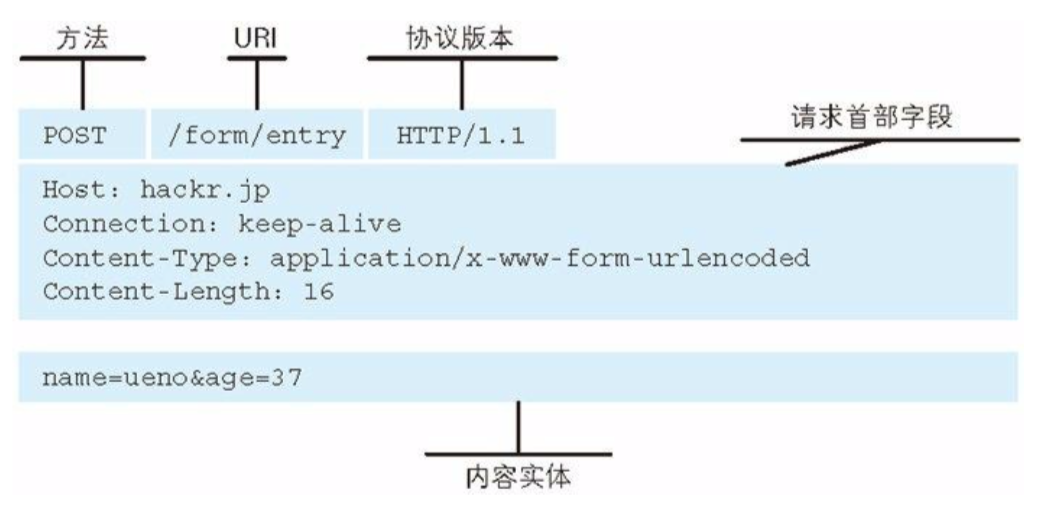 方法 URI 协议版本
请求首部字段
POST /form/entry HTTP/1.1
Host: hackr.jp
Connection: keep-alive
Content-Type: application/x-www-form-urlencoded
Content-Length: 16
name=ueno&age=37
内容实体